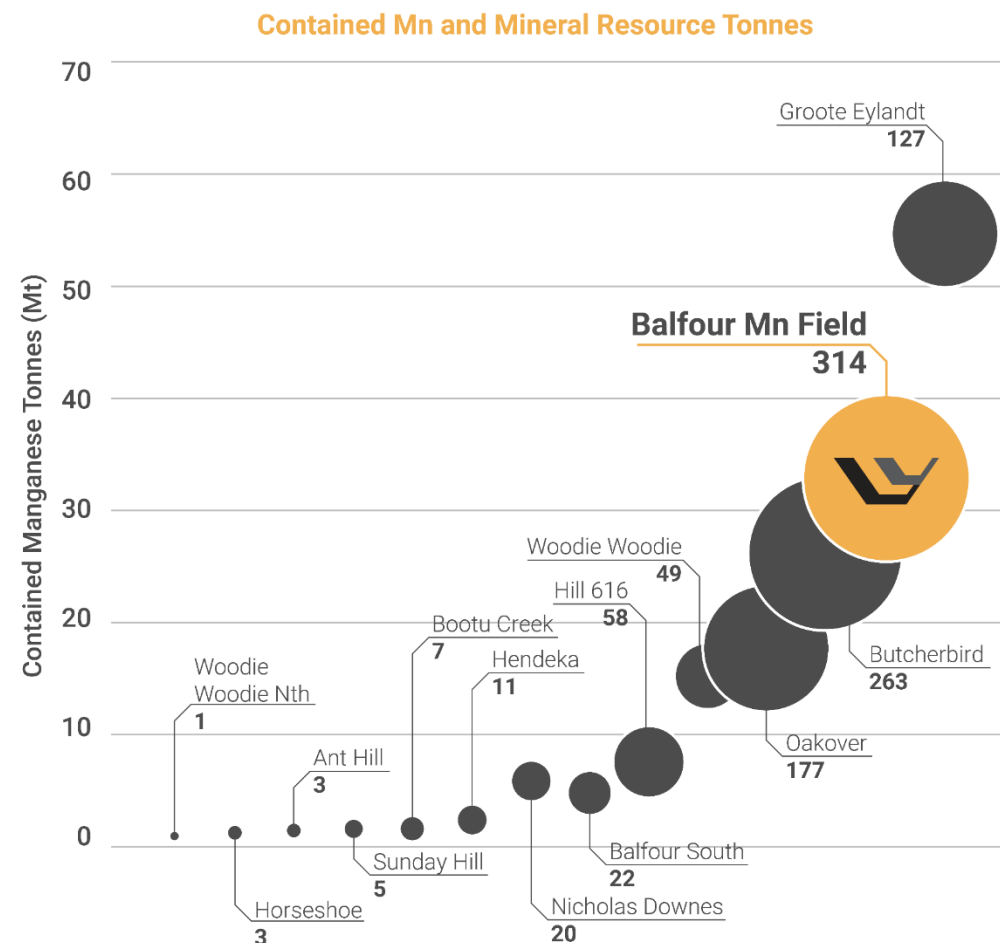 Contained Mn and Mineral Resource Tonnes
Contained Manganese Tonnes (Mt)
70
60
50
40
30
20
10
0
Groote Eylandt
127
Balfour Mn Field
314
Woodie Woodie
49
Hill 616
58
Bootu Creek
7
Hendeka
11
Woodie
Woodie Nth
1
Butcherbird
263
Oakover
177
Ant Hill
3
Sunday Hill
5
Balfour South
22
Horseshoe
3
Nicholas Downes
20